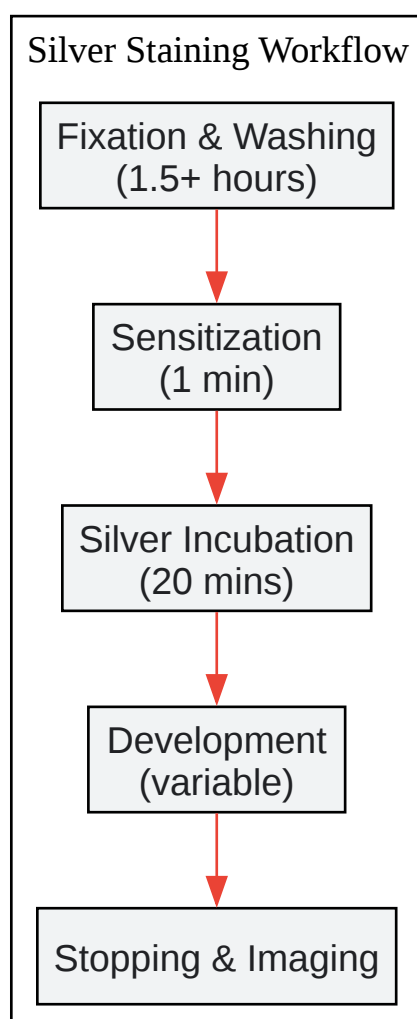 Silver Staining Workflow
Fixation & Washing
(1.5+ hours)
Sensitization
(1 min)
Silver Incubation
(20 mins)
Development
(variable)
Stopping & Imaging